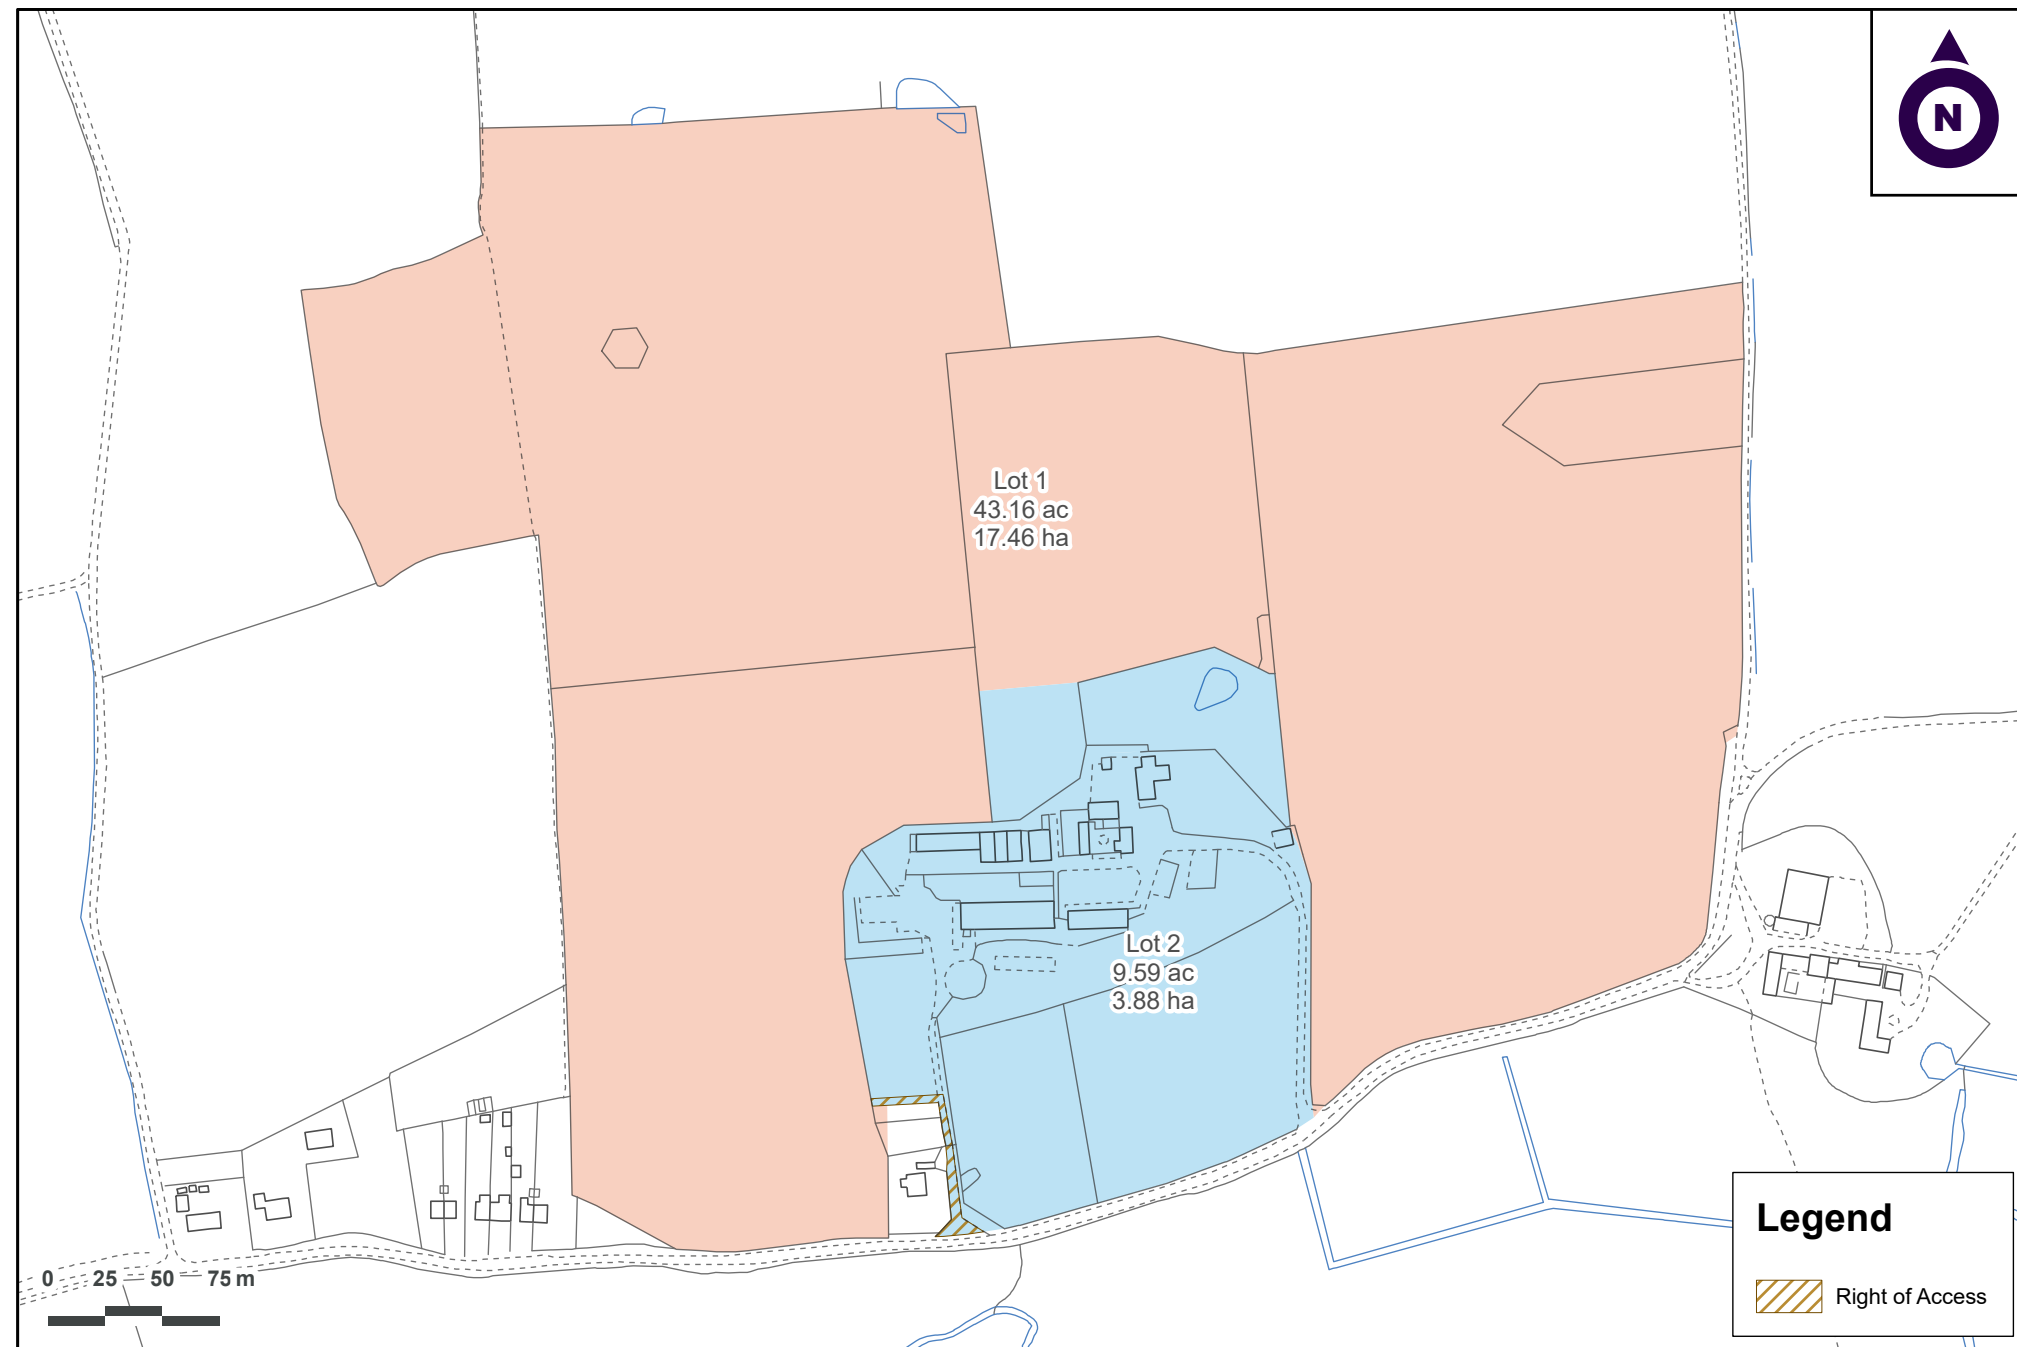 N
Lot 1
43.16 ac
17.46 ha
Lot 2
9.59 ac
3.88 ha
0 25 50 75 m
Legend
Right of Access